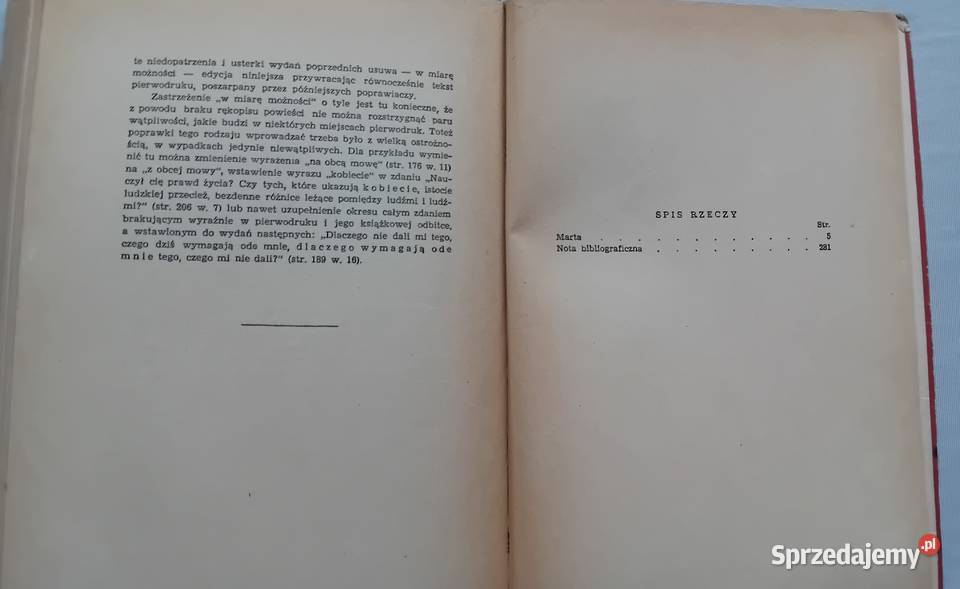 te niedopatrzenia i usterki wydań poprzednich usuwa — w miarę
możności — edycja niniejsza przywracając równocześnie tekst
pierwodruku, poszarpany przez późniejszych poprawiaczy.
Zastrzeżenie „w miarę możności" o tyle jest tu konieczne, że
z powodu braku rękopisu powieści nie można rozstrzygnąć paru
wątpliwości, jakie budzi w niektórych miejscach pierwodruk. Toteż
poprawki tego rodzaju wprowadzać trzeba było z wielką ostrożno-
ścią, w wypadkach jedynie niewątpliwych. Dla przykładu wymie-
nić tu można zmienienie wyrażenia „na obcą mowę" (str. 176 w. 11)
na „z obcej mowy", wstawienie wyrazu „kobiecie" w zdaniu „Nau-
czył cię prawd życia? Czy tych, które ukazują kobiecie, istocie
ludzkiej przecież, bezdenne różnice leżące pomiędzy ludźmi i ludź-
mi?" (str. 206 w. 7) lub nawet uzupełnienie okresu całym zdaniem
brakującym wyraźnie w pierwodruku i jego książkowej odbitce,
a wstawionym do wydań następnych: „Dlaczego nie dali mi tego,
czego dziś wymagają ode mnie, dlaczego wymagają ode
mnie tego, czego mi nie dali?" (str. 189 w. 16).
SPIS RZECZY
Str.
Marta . . . . . . . . . . . . 5
Nota bibliograficzna . . . . . . . . . 281
Sprzedajemy.pl